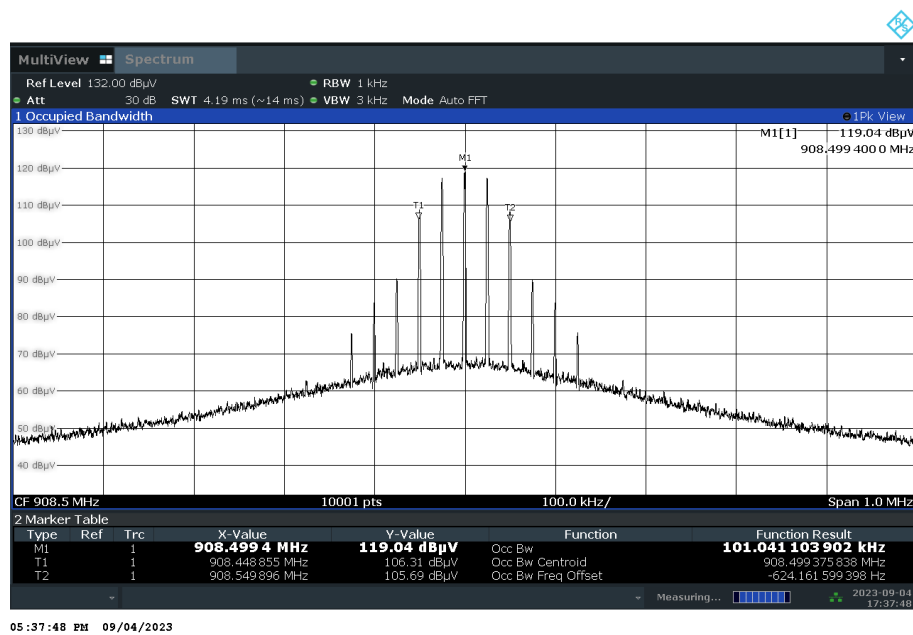 R&S
MultiView Spectrum
Ref Level 132.00 dBµV RBW 1 kHz
Att 30 dB SWT 4.19 ms (~14 ms) VBW 3 kHz Mode Auto FFT
1 Occupied Bandwidth 1Pk View
130 dBµV M1[1] 119.04 dBµV
908.499 400 0 MHz
M1
120 dBµV
110 dBµV T1 T2
100 dBµV
90 dBµV
80 dBµV
70 dBµV
60 dBµV
50 dBµV
40 dBµV
CF 908.5 MHz 10001 pts 100.0 kHz/ Span 1.0 MHz
2 Marker Table
Type Ref Trc X-Value Y-Value Function Function Result
M1 1 908.499 4 MHz 119.04 dBµV Occ Bw 101.041 103 902 kHz
T1 1 908.448 855 MHz 106.31 dBµV Occ Bw Centroid 908.499 375 838 MHz
T2 1 908.549 896 MHz 105.69 dBµV Occ Bw Freq Offset -624.161 599 398 Hz
Measuring... 2023-09-04
17:37:48
05:37:48 PM 09/04/2023